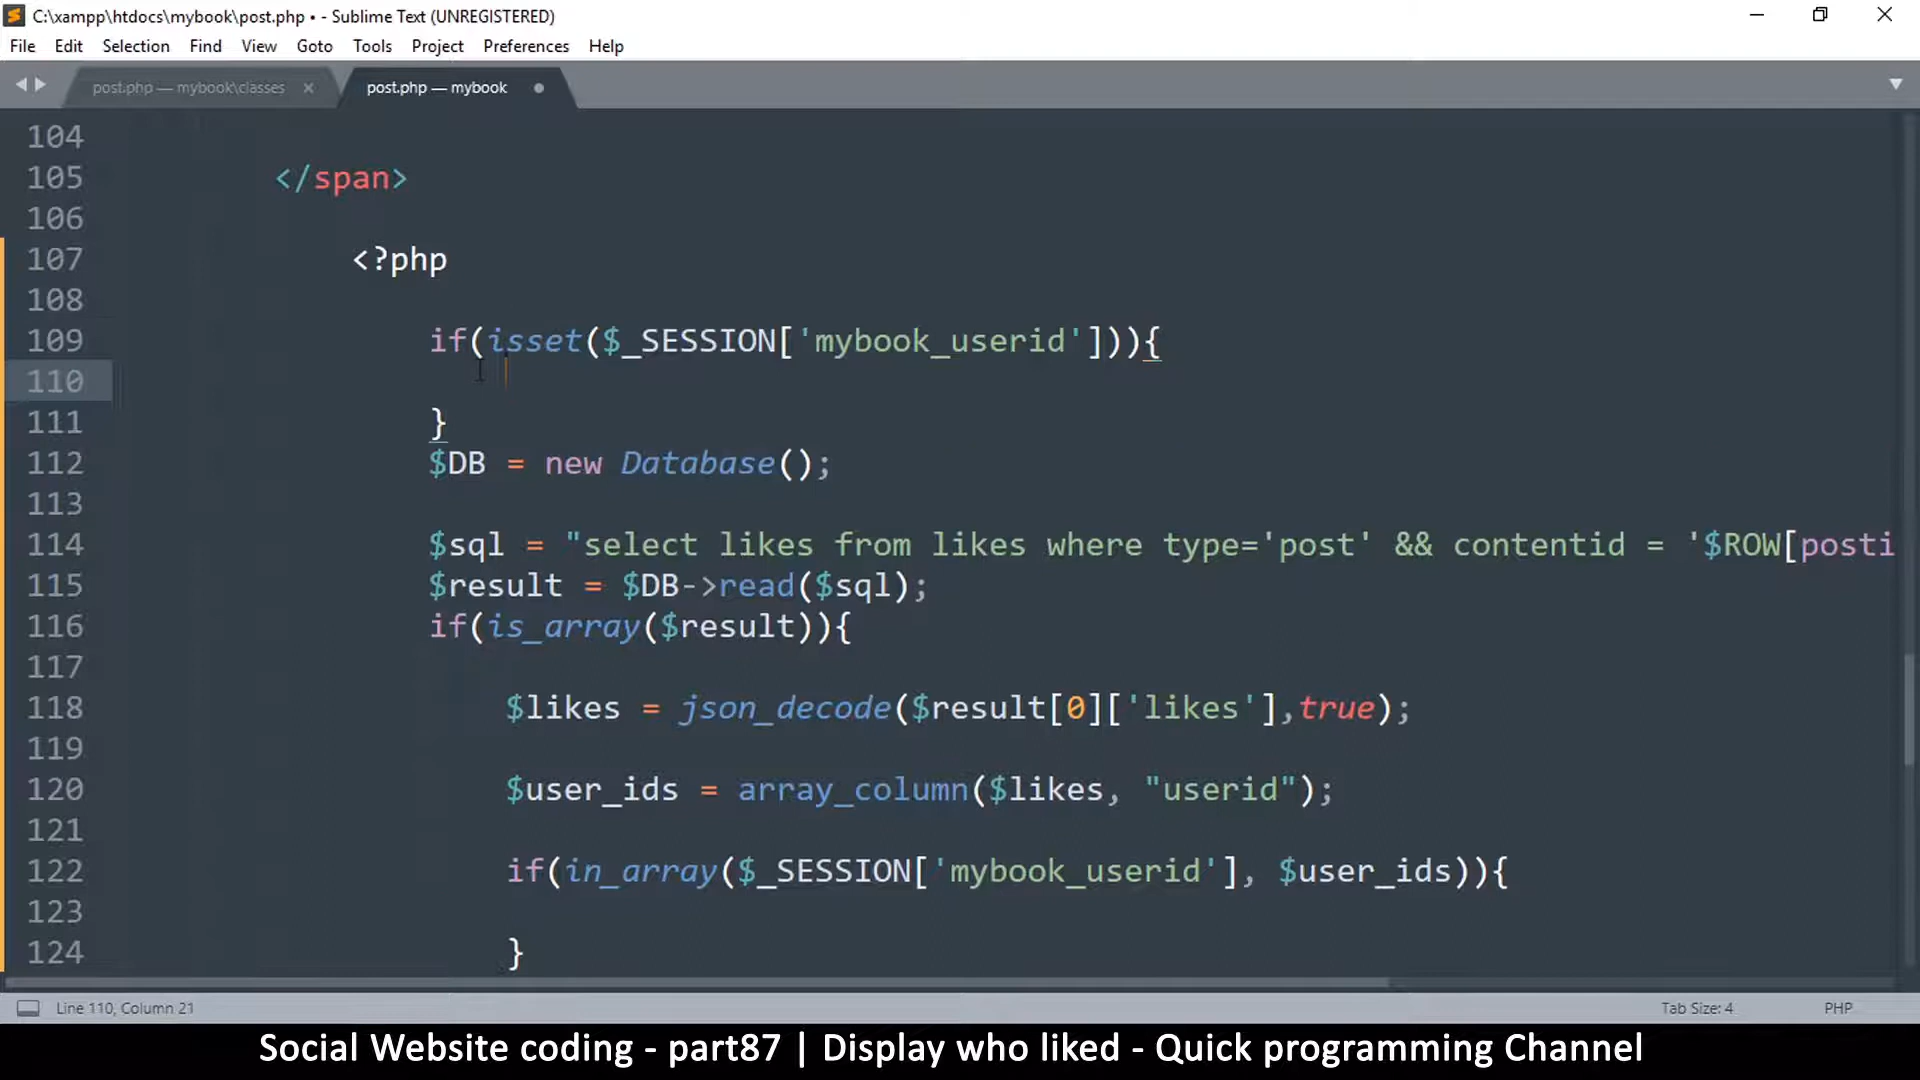 C:\xampp\htdocs\mybook\post.php • - Sublime Text (UNREGISTERED)
File Edit Selection Find View Goto Tools Project Preferences Help
post.php — mybook\classes × post.php — mybook
104
105 </span>
106
107 <?php
108
109 if(isset($_SESSION['mybook_userid'])){
110
111 }
112 $DB = new Database();
113
114 $sql = "select likes from likes where type='post' && contentid = '$ROW[posti
115 $result = $DB->read($sql);
116 if(is_array($result)){
117
118 $likes = json_decode($result[0]['likes'],true);
119
120 $user_ids = array_column($likes, "userid");
121
122 if(in_array($_SESSION['mybook_userid'], $user_ids)){
123
124 }
Line 110, Column 21 Tab Size: 4 PHP
Social Website coding - part87 | Display who liked - Quick programming Channel